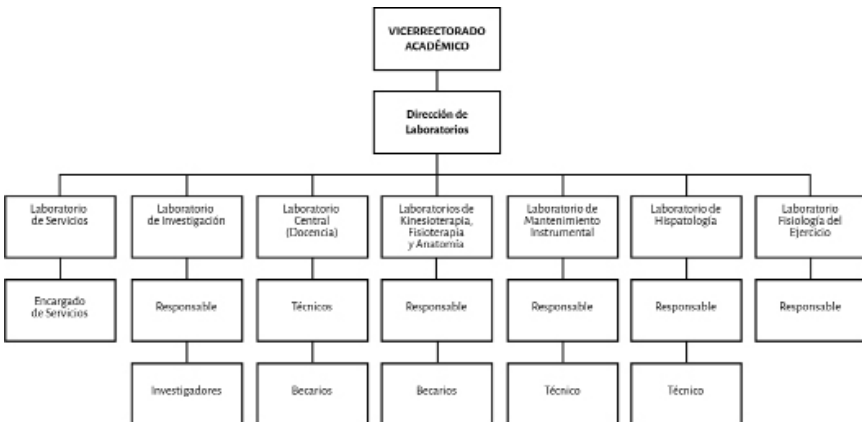 VICERRECTORADO
ACADÉMICO
Dirección de
Laboratorios
Laboratorio
de Servicios
Laboratorio
de Investigación
Laboratorio
Central
(Docencia)
Laboratorios de
Kinesioterapia,
Fisioterapia
y Anatomía
Laboratorio de
Mantenimiento
Instrumental
Laboratorio de
Hispatología
Laboratorio
Fisiología del
Ejercicio
Encargado
de Servicios
Responsable
Técnicos
Responsable
Responsable
Responsable
Responsable
Investigadores
Becarios
Becarios
Técnico
Técnico